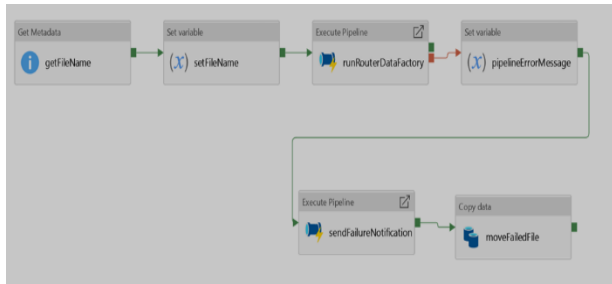 Get Metadata
getFileName
Set variable
(x) setFileName
Execute Pipeline
runRouterDataFactory
Set variable
(x) pipelineErrorMessage
Execute Pipeline
sendFailureNotification
Copy data
moveFailedFile